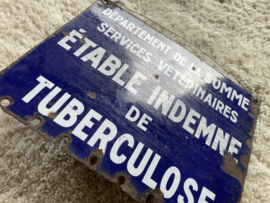 DÉPARTEMENT DE LA SOMME
SERVICES VÉTÉRINAIRES
ÉTABLE INDEMNE
DE
TUBERCULOSE